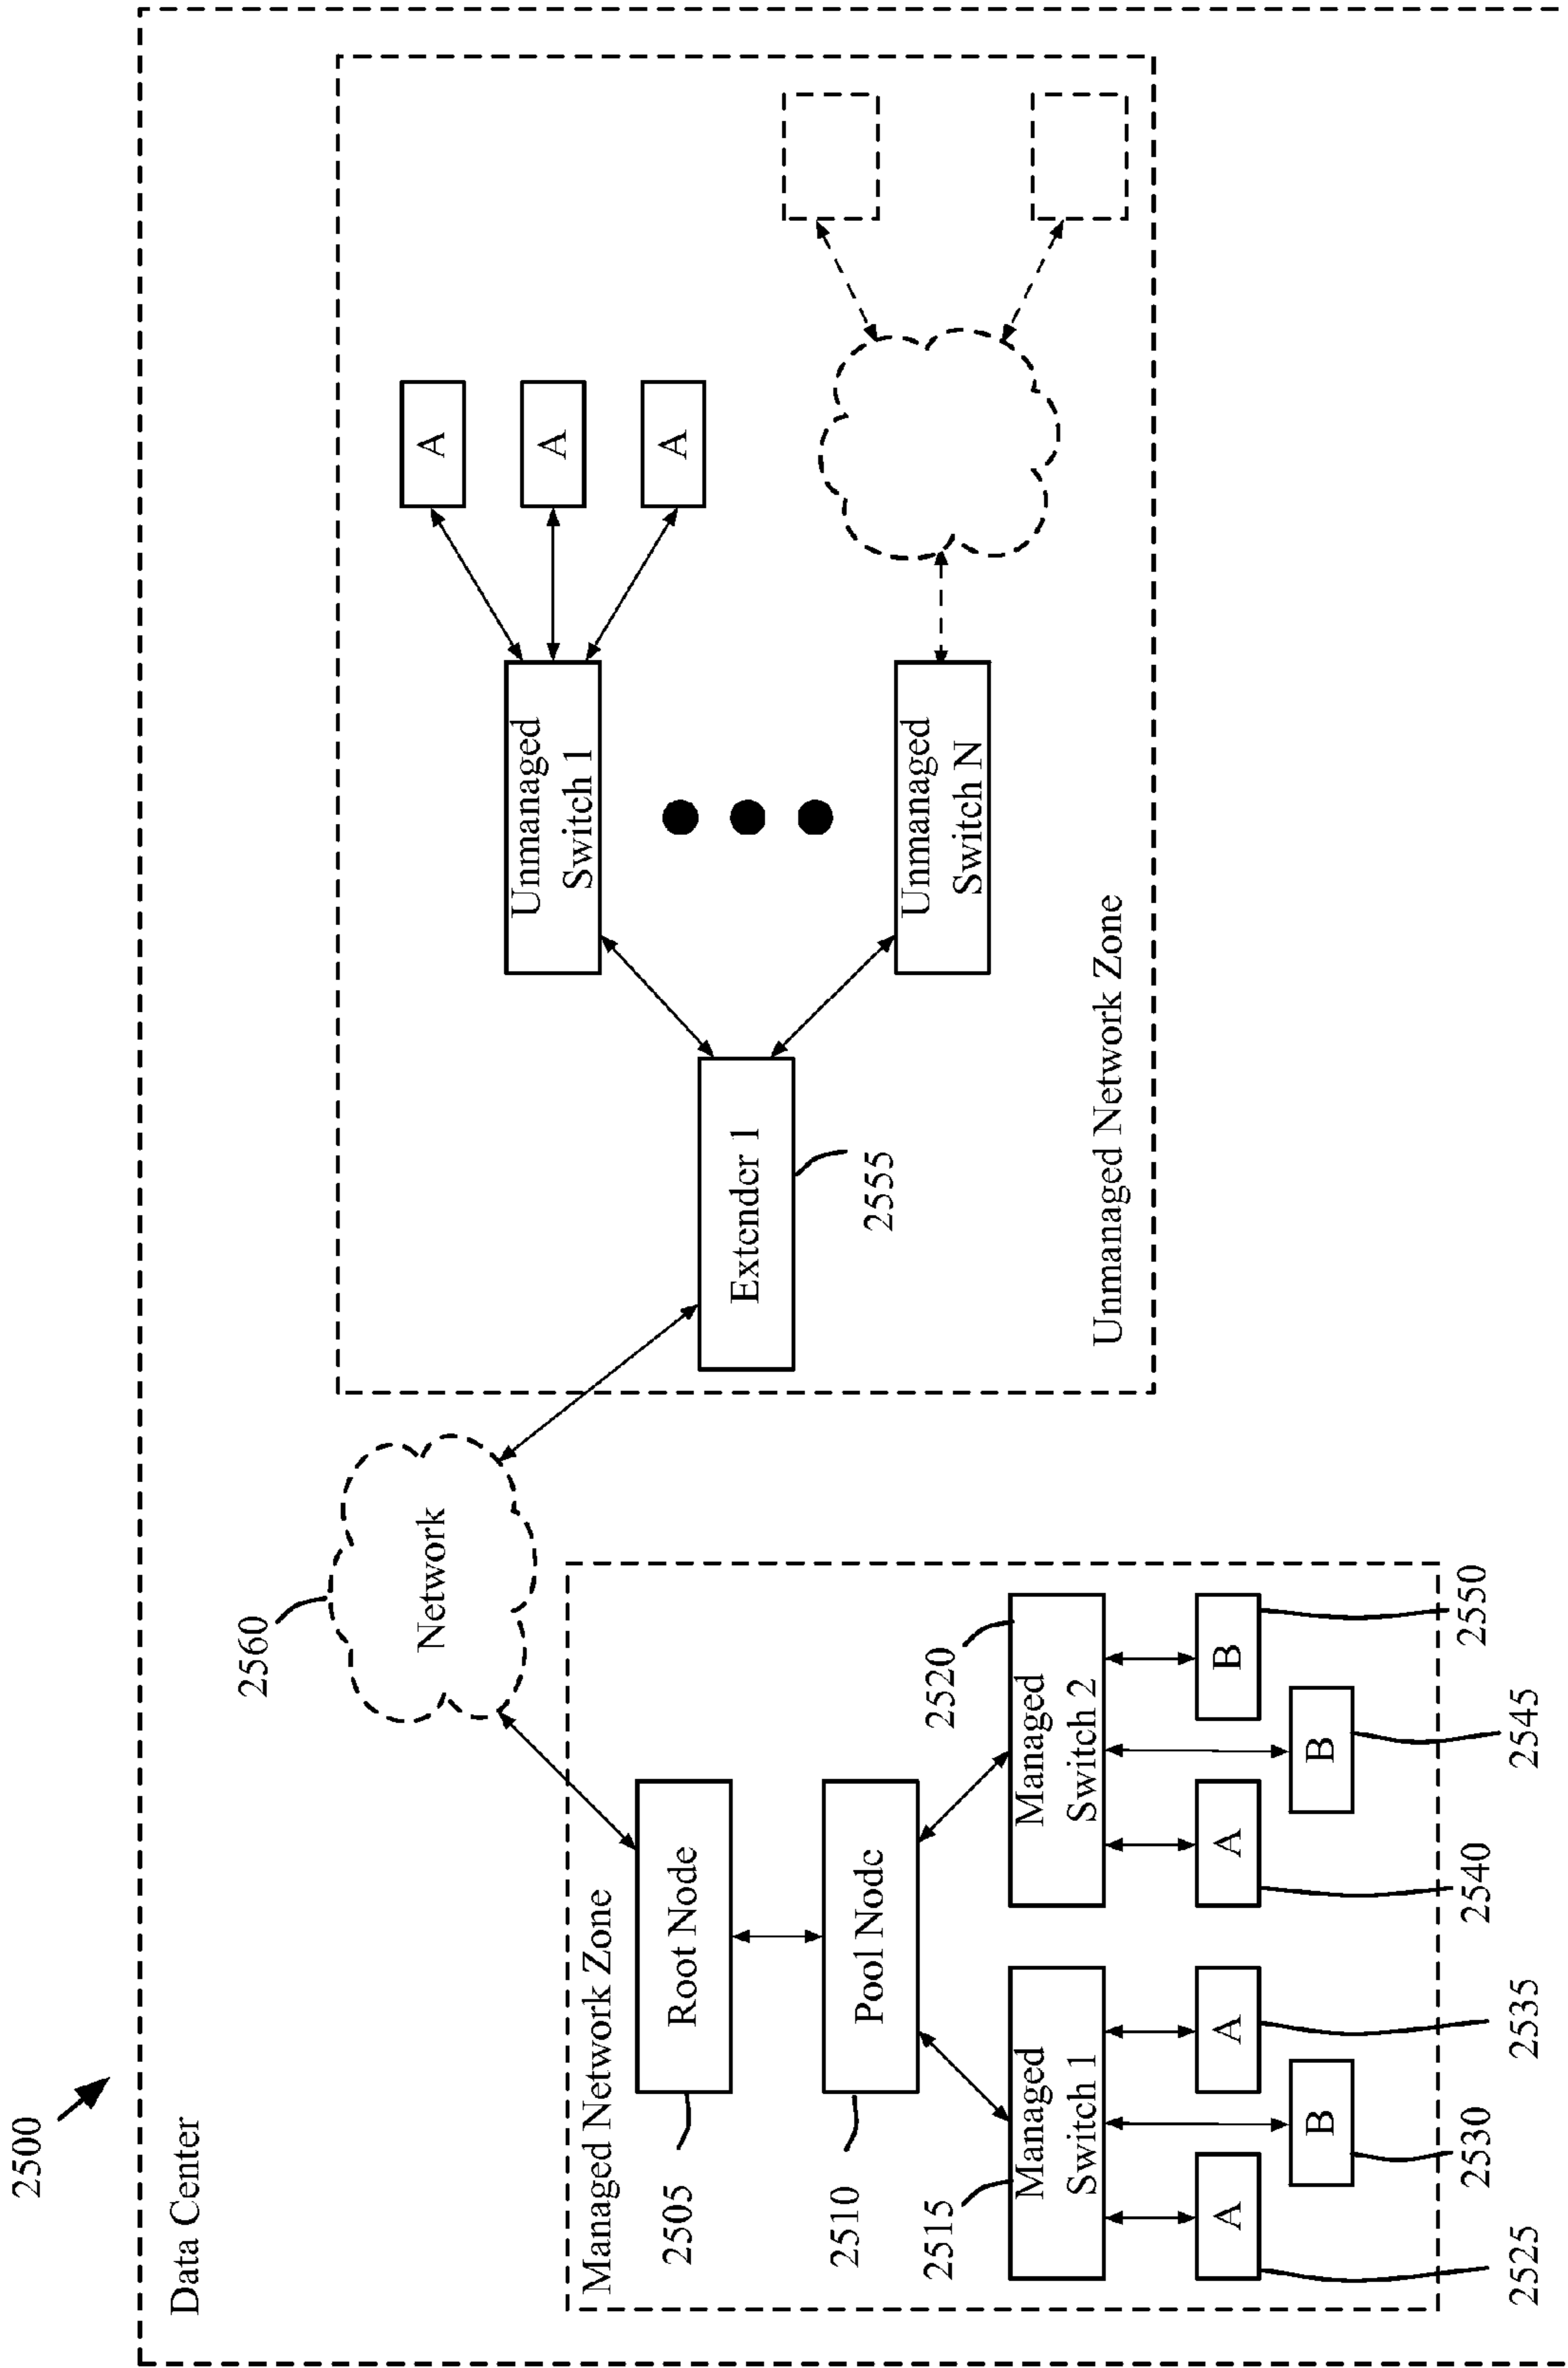 2500
Data Center
2560
Network
Managed Network Zone
2505
Root Node
2510
Pool Node
2515
Managed
Switch 1
2520
Managed
Switch 2
A
B
A
A
B
B
2525
2530
2535
2540
2545
2550
Extender 1
2555
Unmanaged
Switch 1
A
A
A
Unmanaged
Switch N
Unmanaged Network Zone